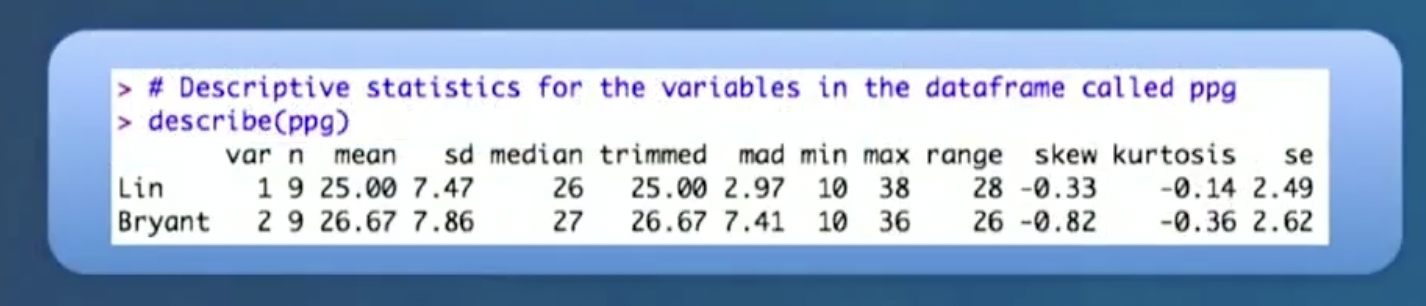 > # Descriptive statistics for the variables in the dataframe called ppg
> describe(ppg)
var n mean sd median trimmed mad min max range skew kurtosis se
Lin 1 9 25.00 7.47 26 25.00 2.97 10 38 28 -0.33 -0.14 2.49
Bryant 2 9 26.67 7.86 27 26.67 7.41 10 36 26 -0.82 -0.36 2.62